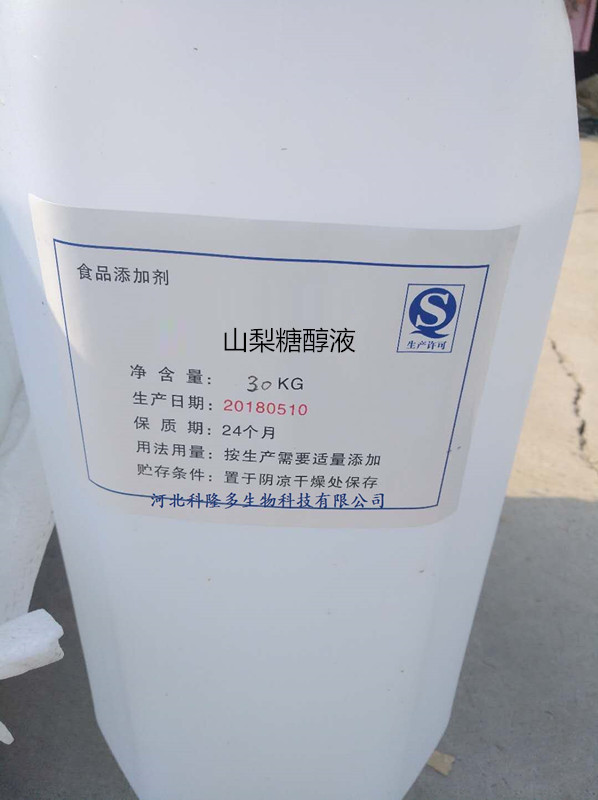 食品添加剂
生产许可
山梨糖醇液
净含量: 30KG
生产日期: 20180510
保质期: 24个月
用法用量: 按生产需要适量添加
贮存条件: 置于阴凉干燥处保存
河北科隆多生物科技有限公司